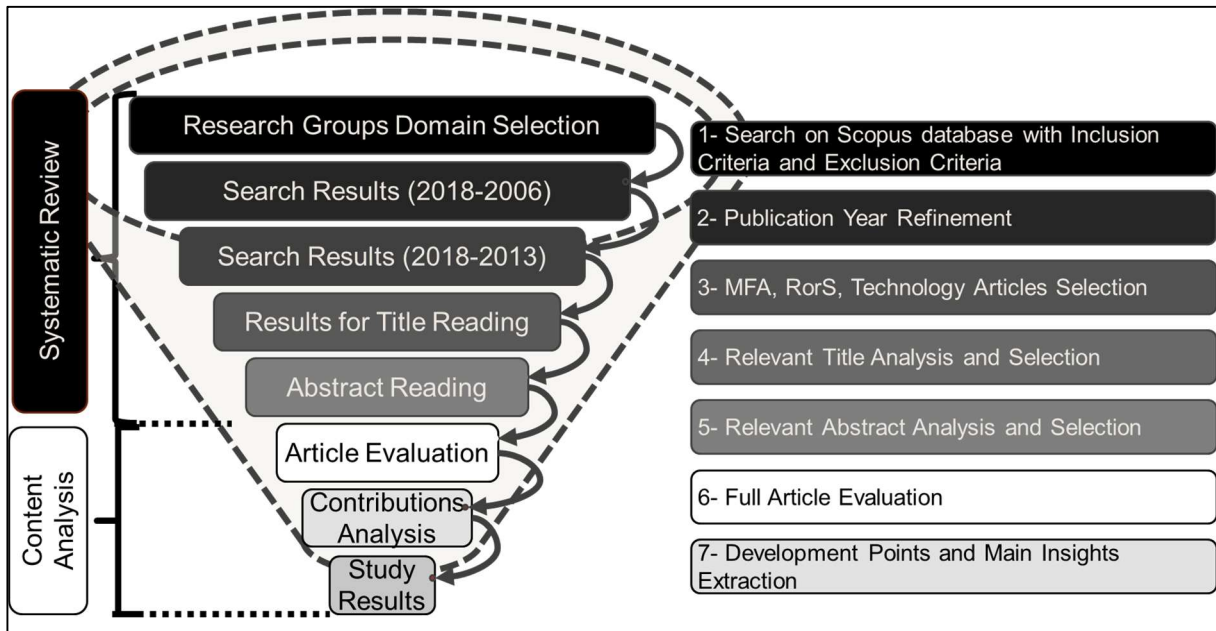 Systematic Review
Research Groups Domain Selection
Search Results (2018-2006)
Search Results (2018-2013)
Results for Title Reading
Abstract Reading
Content
Analysis
Article Evaluation
Contributions
Analysis
Study
Results
1- Search on Scopus database with Inclusion
Criteria and Exclusion Criteria
2- Publication Year Refinement
3- MFA, RorS, Technology Articles Selection
4- Relevant Title Analysis and Selection
5- Relevant Abstract Analysis and Selection
6- Full Article Evaluation
7- Development Points and Main Insights
Extraction